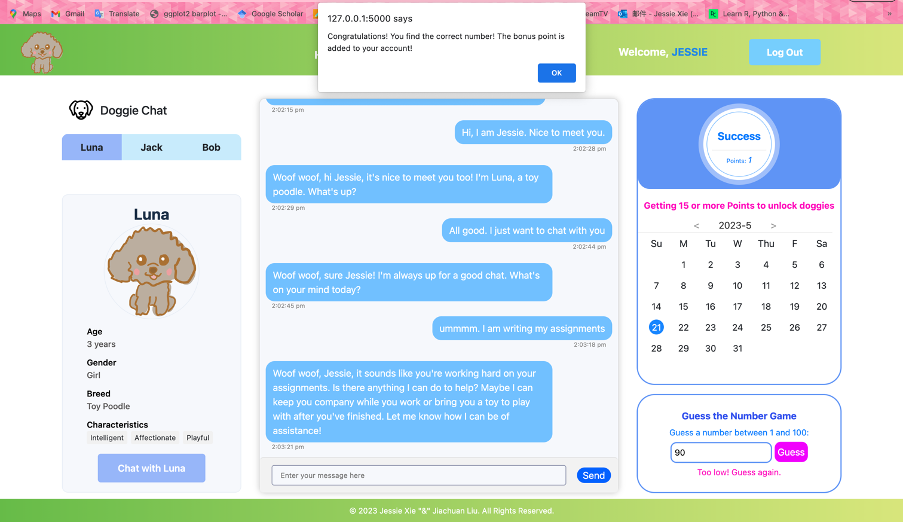 Maps
Gmail
Translate
ggplot2 barplot -...
Google Scholar
eamTV
邮件 - Jessie Xie (...
Learn R, Python &...
»
127.0.0.1:5000 says
Congratulations! You find the correct number! The bonus point is
added to your account!
OK
Welcome, JESSIE
Log Out
Doggie Chat
Luna
Jack
Bob
Luna
Age
3 years
Gender
Girl
Breed
Toy Poodle
Characteristics
Intelligent
Affectionate
Playful
Chat with Luna
2:02:15 pm
Hi, I am Jessie. Nice to meet you.
2:02:28 pm
Woof woof, hi Jessie, it's nice to meet you too! I'm Luna, a toy
poodle. What's up?
2:02:29 pm
All good. I just want to chat with you
2:02:44 pm
Woof woof, sure Jessie! I'm always up for a good chat. What's
on your mind today?
2:02:45 pm
ummmm. I am writing my assignments
2:03:18 pm
Woof woof, Jessie, it sounds like you're working hard on your
assignments. Is there anything I can do to help? Maybe I can
keep you company while you work or bring you a toy to play
with after you've finished. Let me know how I can be of
assistance!
2:03:21 pm
Enter your message here
Send
Success
Points: 1
Getting 15 or more Points to unlock doggies
< 2023-5 >
Su M Tu W Thu F Sa
1 2 3 4 5 6
7 8 9 10 11 12 13
14 15 16 17 18 19 20
21 22 23 24 25 26 27
28 29 30 31
Guess the Number Game
Guess a number between 1 and 100:
90
Guess
Too low! Guess again.
© 2023 Jessie Xie "&" Jiachuan Liu. All Rights Reserved.